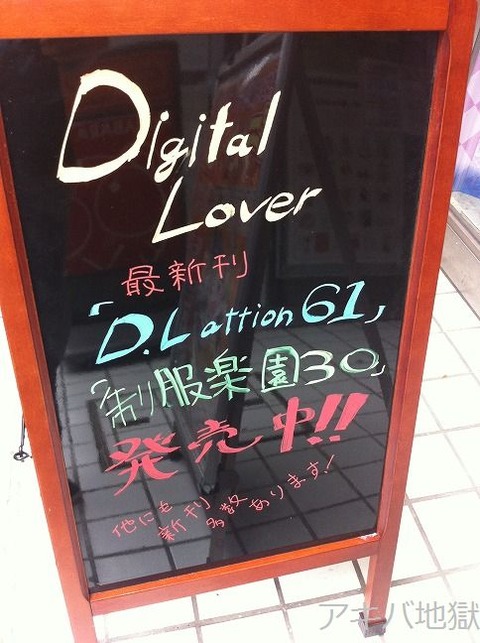 Digital
Lover
最新刊
「D.L attion 61」
「制服楽園30」
発売中!!
他にも
新刊
多数
あります!
アキバ地獄